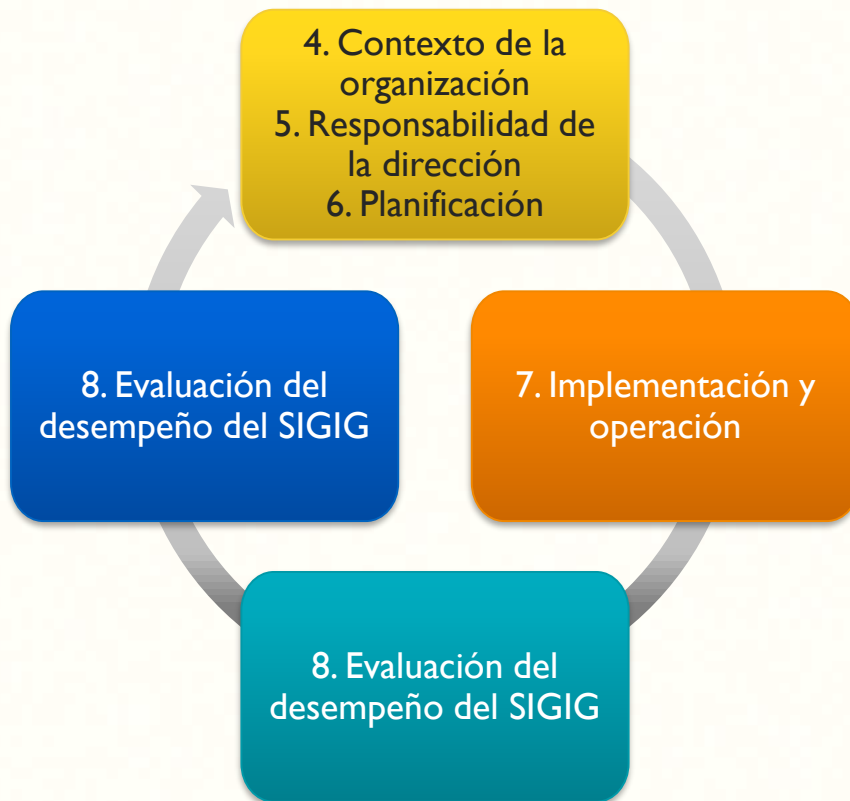 4. Contexto de la
organización
5. Responsabilidad de
la dirección
6. Planificación
7. Implementación y
operación
8. Evaluación del
desempeño del SIGIG
8. Evaluación del
desempeño del SIGIG